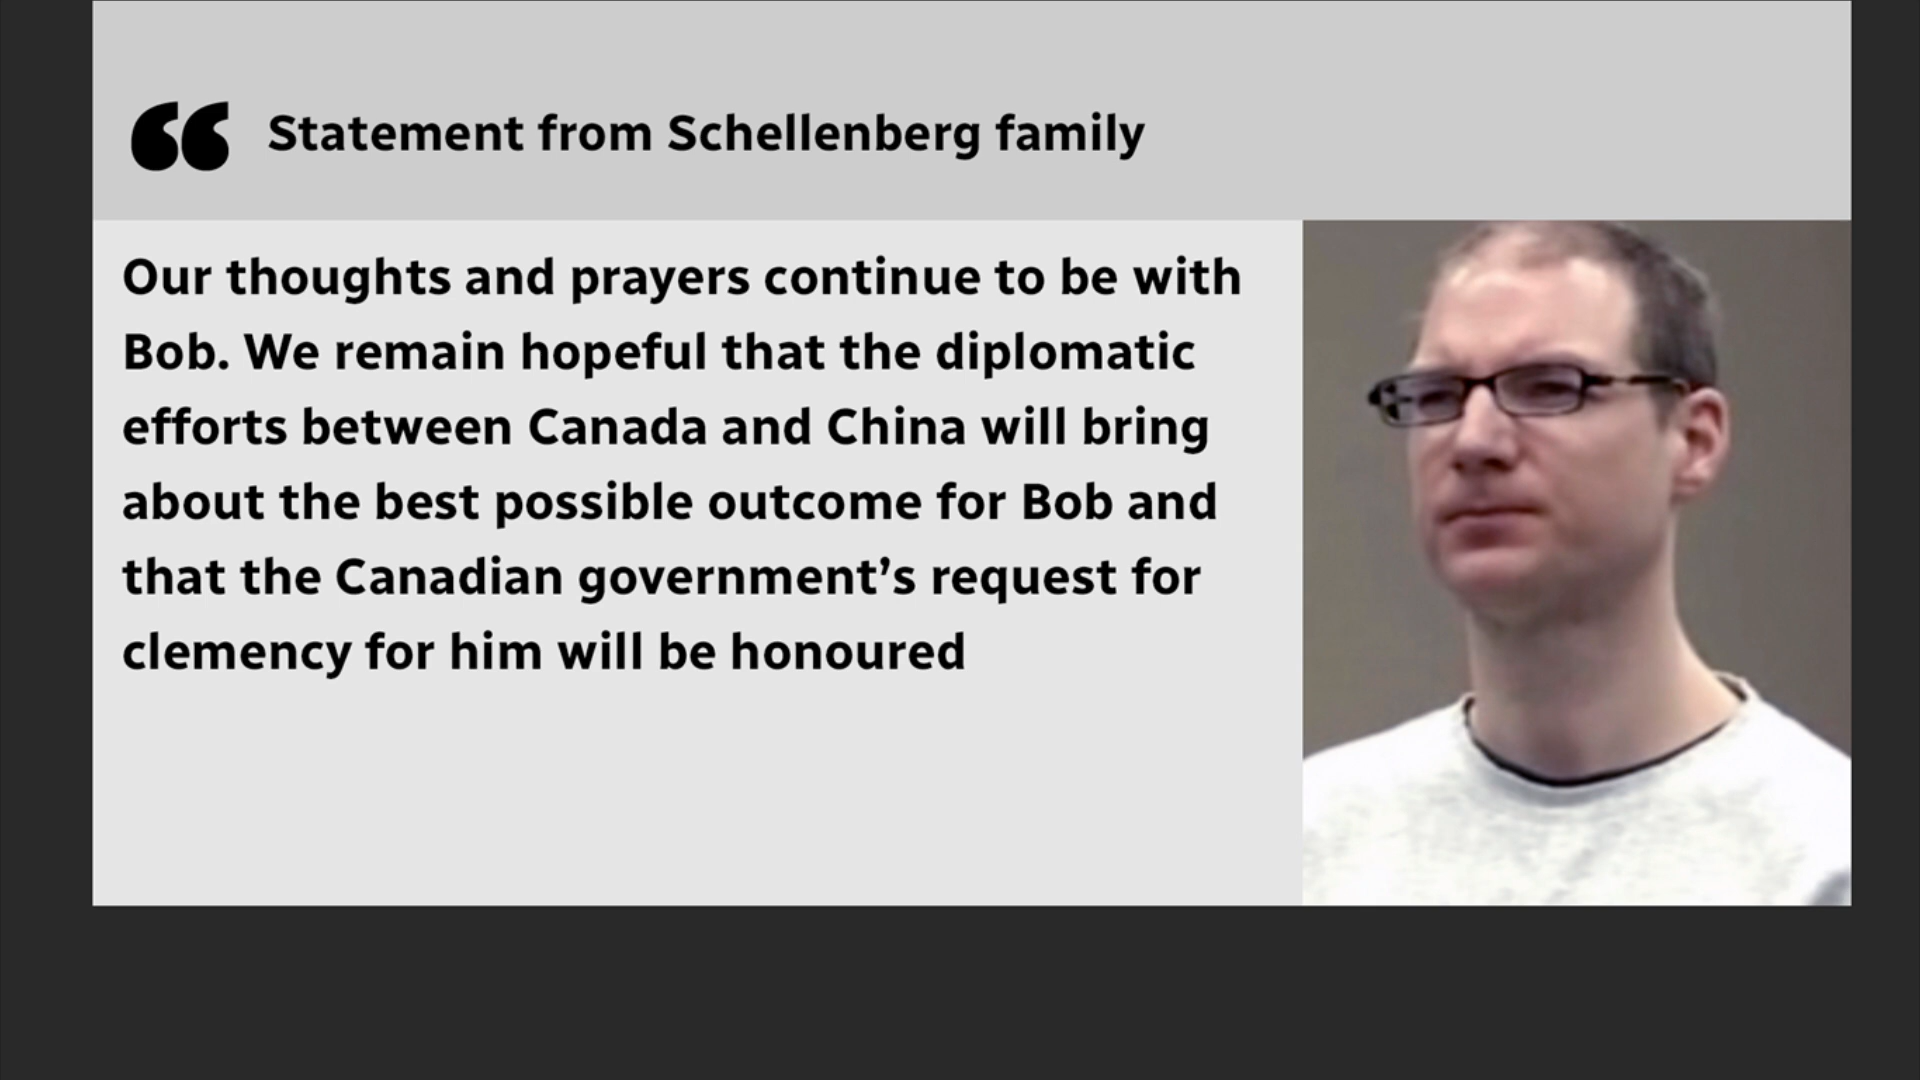 “ Statement from Schellenberg family
Our thoughts and prayers continue to be with
Bob. We remain hopeful that the diplomatic
efforts between Canada and China will bring
about the best possible outcome for Bob and
that the Canadian government’s request for
clemency for him will be honoured